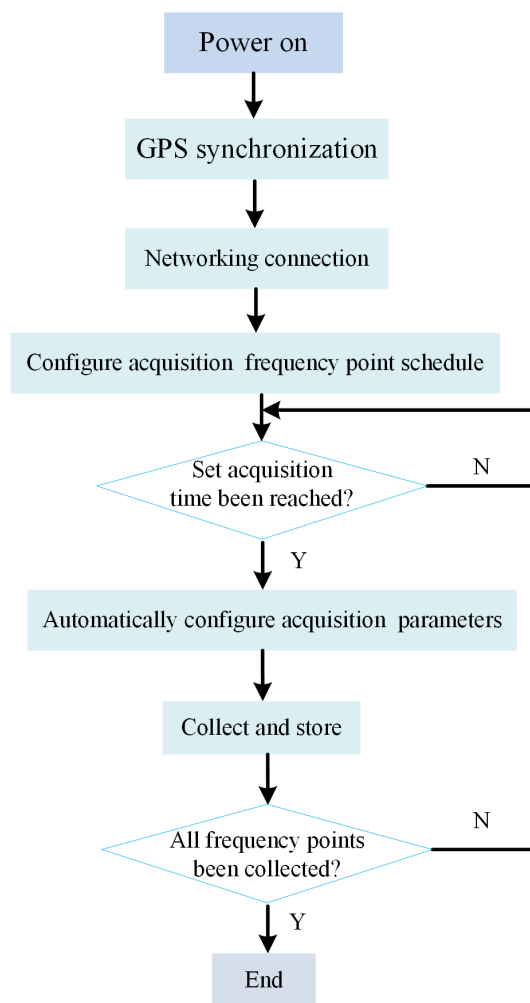 Power on
GPS synchronization
Networking connection
Configure acquisition frequency point schedule
Set acquisition
time been reached?
N
Y
Automatically configure acquisition parameters
Collect and store
All frequency points
been collected?
N
Y
End